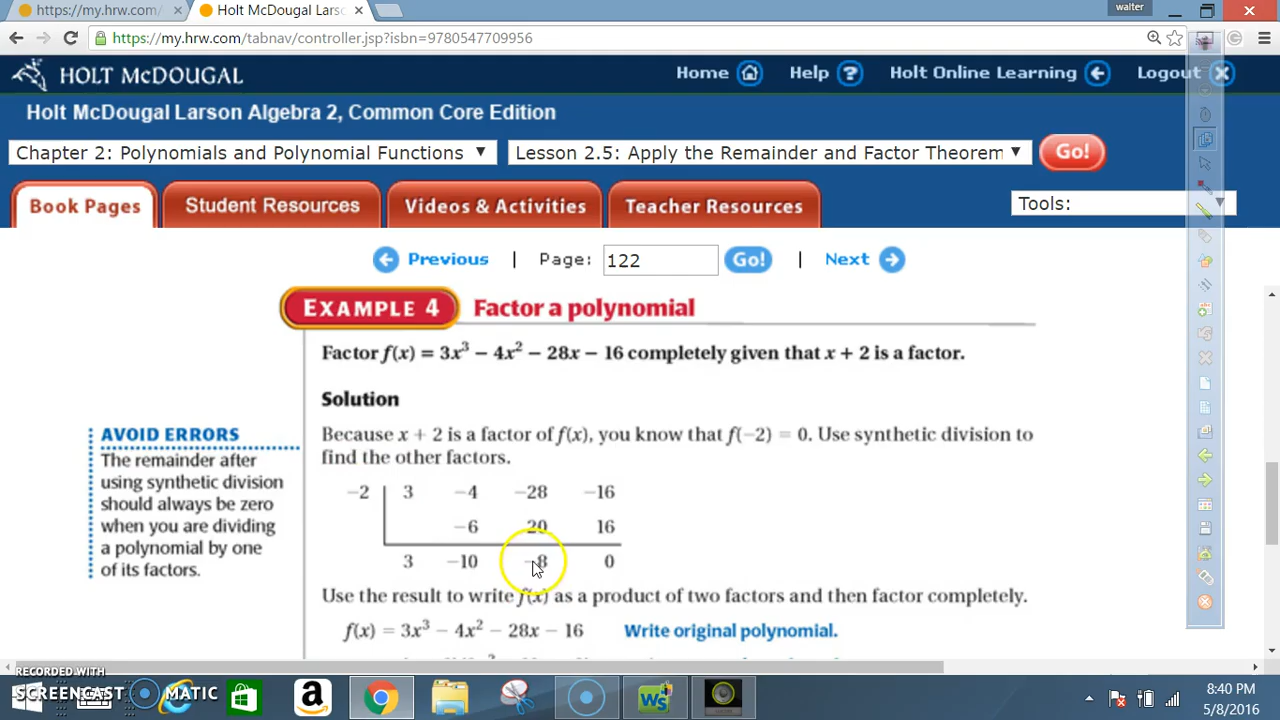 https://my.hrw.com/
Holt McDougal Lars
walter
https://my.hrw.com/tabnav/controller.jsp?isbn=9780547709956
HOLT McDOUGAL
Home
Help ?
Holt Online Learning
Logout
Holt McDougal Larson Algebra 2, Common Core Edition
Chapter 2: Polynomials and Polynomial Functions
Lesson 2.5: Apply the Remainder and Factor Theorem
Go!
Book Pages
Student Resources
Videos & Activities
Teacher Resources
Tools:
Previous | Page: 122 Go! | Next
EXAMPLE 4 Factor a polynomial
Factor f(x) = 3x³ − 4x² − 28x − 16 completely given that x + 2 is a factor.
Solution
Because x + 2 is a factor of f(x), you know that f(−2) = 0. Use synthetic division to
find the other factors.
AVOID ERRORS
The remainder after
using synthetic division
should always be zero
when you are dividing
a polynomial by one
of its factors.
−2 3 −4 −28 −16
−6 20 16
3 −10 −8 0
Use the result to write f(x) as a product of two factors and then factor completely.
f(x) = 3x³ − 4x² − 28x − 16 Write original polynomial.
RECORDED WITH
SCREENCAST MATIC
a
WS
8:40 PM
5/8/2016